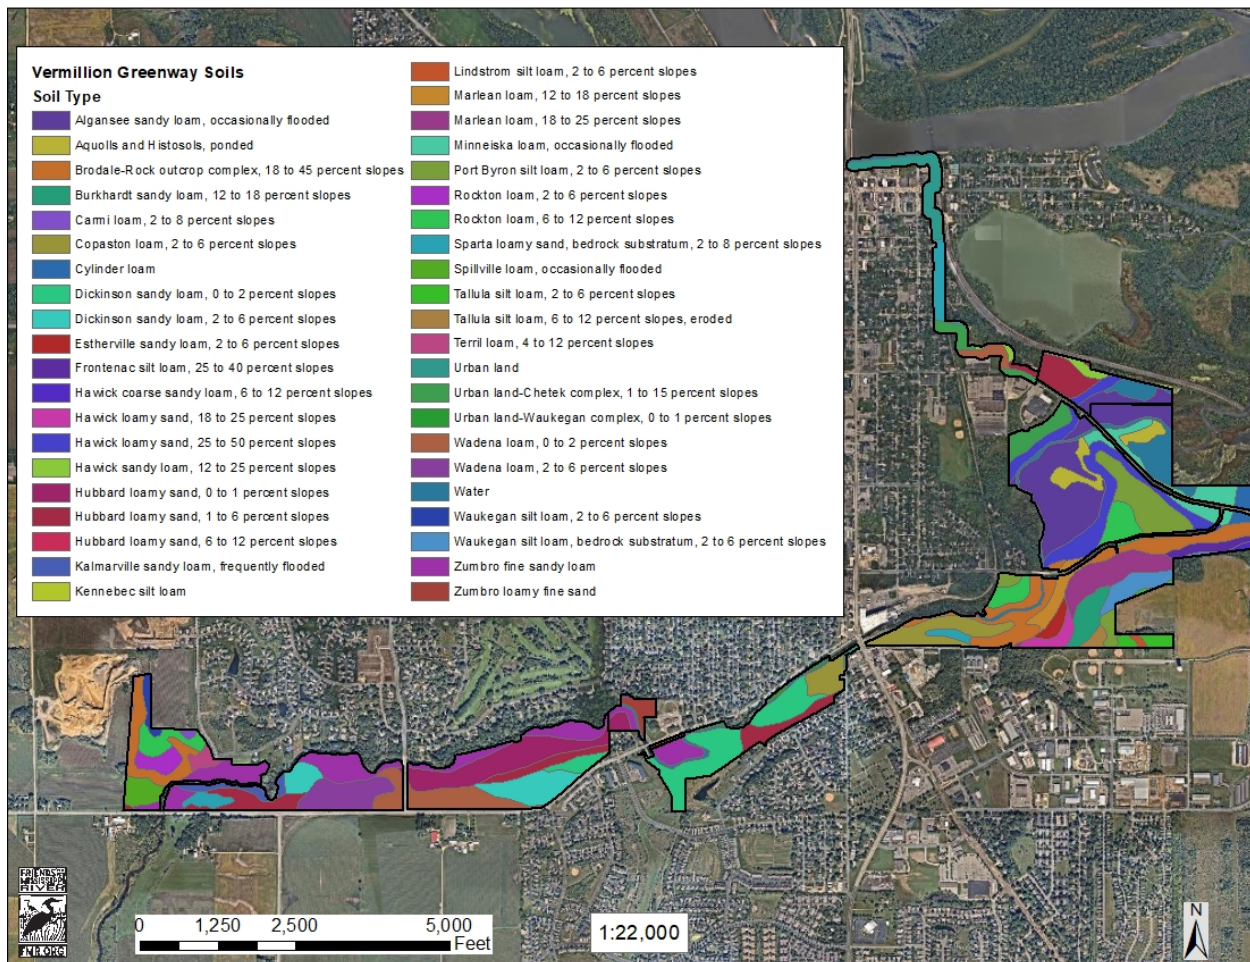 Vermillion Greenway Soils
Soil Type
Algansee sandy loam, occasionally flooded
Aquolls and Histosols, ponded
Brodale-Rock outcrop complex, 18 to 45 percent slopes
Burkhardt sandy loam, 12 to 18 percent slopes
Carmi loam, 2 to 8 percent slopes
Copaston loam, 2 to 6 percent slopes
Cylinder loam
Dickinson sandy loam, 0 to 2 percent slopes
Dickinson sandy loam, 2 to 6 percent slopes
Estherville sandy loam, 2 to 6 percent slopes
Frontenac silt loam, 25 to 40 percent slopes
Hawick coarse sandy loam, 6 to 12 percent slopes
Hawick loamy sand, 18 to 25 percent slopes
Hawick loamy sand, 25 to 50 percent slopes
Hawick sandy loam, 12 to 25 percent slopes
Hubbard loamy sand, 0 to 1 percent slopes
Hubbard loamy sand, 1 to 6 percent slopes
Hubbard loamy sand, 6 to 12 percent slopes
Kalmarville sandy loam, frequently flooded
Kennebec silt loam
Lindstrom silt loam, 2 to 6 percent slopes
Marlean loam, 12 to 18 percent slopes
Marlean loam, 18 to 25 percent slopes
Minneiska loam, occasionally flooded
Port Byron silt loam, 2 to 6 percent slopes
Rockton loam, 2 to 6 percent slopes
Rockton loam, 6 to 12 percent slopes
Sparta loamy sand, bedrock substratum, 2 to 8 percent slopes
Spillville loam, occasionally flooded
Tallula silt loam, 2 to 6 percent slopes
Tallula silt loam, 6 to 12 percent slopes, eroded
Terril loam, 4 to 12 percent slopes
Urban land
Urban land-Chetek complex, 1 to 15 percent slopes
Urban land-Waukegan complex, 0 to 1 percent slopes
Wadena loam, 0 to 2 percent slopes
Wadena loam, 2 to 6 percent slopes
Water
Waukegan silt loam, 2 to 6 percent slopes
Waukegan silt loam, bedrock substratum, 2 to 6 percent slopes
Zumbro fine sandy loam
Zumbro loamy fine sand
FRIENDS OF THE
MISSISSIPPI
RIVER
FMR.ORG
0 1,250 2,500 5,000
Feet
1:22,000
N